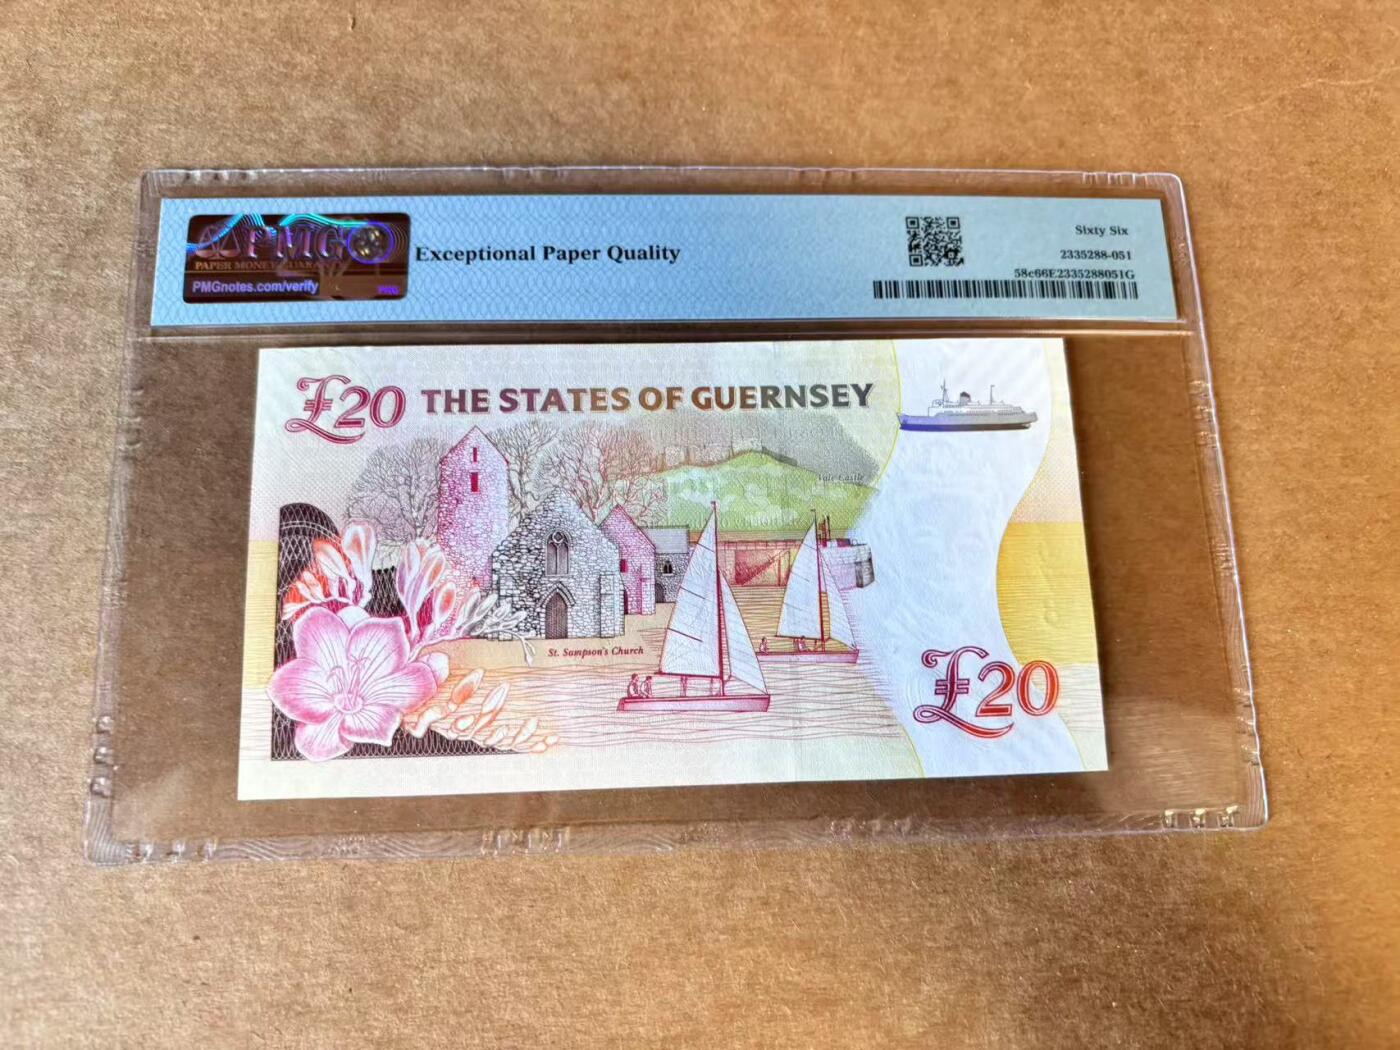 PMG
PAPER MONEY GUARANTY
PMGnotes.com/verify
PMG
Exceptional Paper Quality
Sixty Six
2335288-051
58c66E2335288051G
£20 THE STATES OF GUERNSEY
Vale Castle
St. Sampson's Church
£20